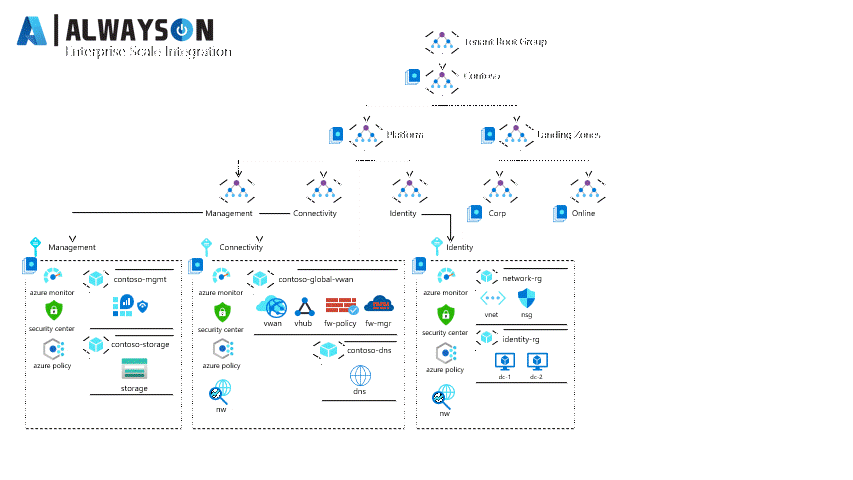 ALWAYSON
Enterprise Scale Integration
Tenant Root Group
Contoso
Platform
Landing Zones
Management
Connectivity
Identity
Corp
Online
Management
Connectivity
Identity
azure monitor
contoso-mgmt
security center
contoso-storage
azure policy
storage
azure monitor
contoso-global-vwan
vwan
vhub
fw-policy
fw-mgr
security center
contoso-dns
azure policy
dns
nw
azure monitor
network-rg
vnet
nsg
security center
identity-rg
azure policy
dc-1
dc-2
nw